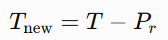 T_new = T − P_r